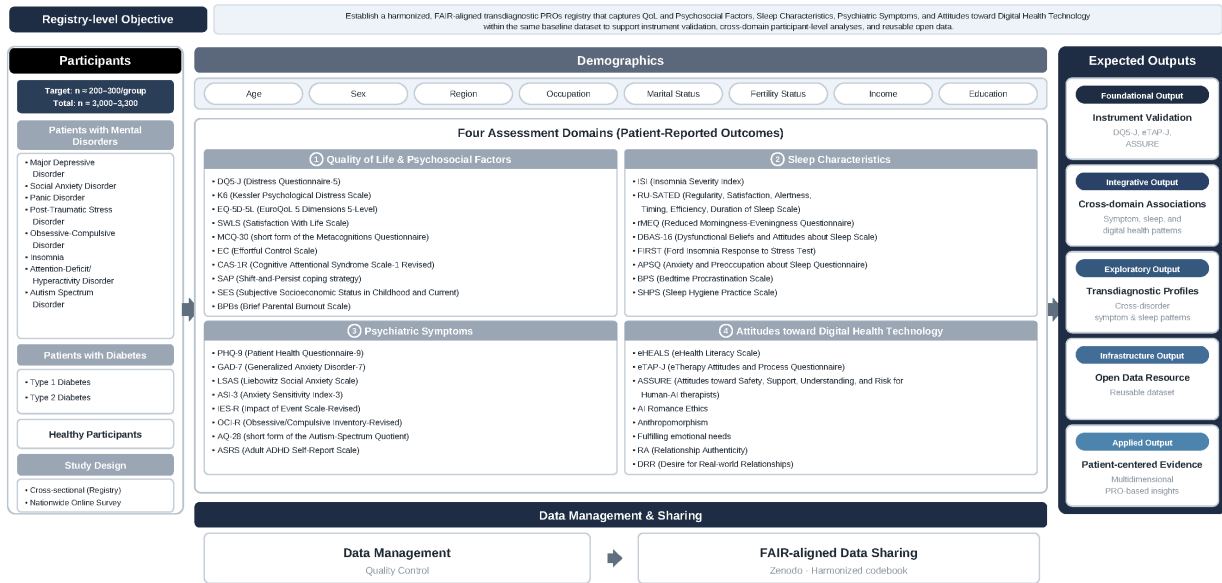 Registry-level Objective
Establish a harmonized, FAIR-aligned transdiagnostic PROs registry that captures QoL and Psychosocial Factors, Sleep Characteristics, Psychiatric Symptoms, and Attitudes toward Digital Health Technology
within the same baseline dataset to support instrument validation, cross-domain participant-level analyses, and reusable open data.
Participants
Target: n ≈ 200–300/group
Total: n ≈ 3,000–3,300
Patients with Mental
Disorders
• Major Depressive
Disorder
• Social Anxiety Disorder
• Panic Disorder
• Post-Traumatic Stress
Disorder
• Obsessive-Compulsive
Disorder
• Insomnia
• Attention-Deficit/
Hyperactivity Disorder
• Autism Spectrum
Disorder
Patients with Diabetes
• Type 1 Diabetes
• Type 2 Diabetes
Healthy Participants
Study Design
• Cross-sectional (Registry)
• Nationwide Online Survey
Demographics
Age
Sex
Region
Occupation
Marital Status
Fertility Status
Income
Education
Four Assessment Domains (Patient-Reported Outcomes)
1 Quality of Life & Psychosocial Factors
• DQ5-J (Distress Questionnaire-5)
• K6 (Kessler Psychological Distress Scale)
• EQ-5D-5L (EuroQoL 5 Dimensions 5-Level)
• SWLS (Satisfaction With Life Scale)
• MCQ-30 (short form of the Metacognitions Questionnaire)
• EC (Effortful Control Scale)
• CAS-1R (Cognitive Attentional Syndrome Scale-1 Revised)
• SAP (Shift-and-Persist coping strategy)
• SES (Subjective Socioeconomic Status in Childhood and Current)
• BPBs (Brief Parental Burnout Scale)
2 Sleep Characteristics
• ISI (Insomnia Severity Index)
• RU-SATED (Regularity, Satisfaction, Alertness,
Timing, Efficiency, Duration of Sleep Scale)
• rMEQ (Reduced Morningness-Eveningness Questionnaire)
• DBAS-16 (Dysfunctional Beliefs and Attitudes about Sleep Scale)
• FIRST (Ford Insomnia Response to Stress Test)
• APSQ (Anxiety and Preoccupation about Sleep Questionnaire)
• BPS (Bedtime Procrastination Scale)
• SHPS (Sleep Hygiene Practice Scale)
3 Psychiatric Symptoms
• PHQ-9 (Patient Health Questionnaire-9)
• GAD-7 (Generalized Anxiety Disorder-7)
• LSAS (Liebowitz Social Anxiety Scale)
• ASI-3 (Anxiety Sensitivity Index-3)
• IES-R (Impact of Event Scale-Revised)
• OCI-R (Obsessive/Compulsive Inventory-Revised)
• AQ-28 (short form of the Autism-Spectrum Quotient)
• ASRS (Adult ADHD Self-Report Scale)
4 Attitudes toward Digital Health Technology
• eHEALS (eHealth Literacy Scale)
• eTAP-J (eTherapy Attitudes and Process Questionnaire)
• ASSURE (Attitudes toward Safety, Support, Understanding, and Risk for
Human-AI therapists)
• AI Romance Ethics
• Anthropomorphism
• Fulfilling emotional needs
• RA (Relationship Authenticity)
• DRR (Desire for Real-world Relationships)
Data Management & Sharing
Data Management
Quality Control
FAIR-aligned Data Sharing
Zenodo · Harmonized codebook
Expected Outputs
Foundational Output
Instrument Validation
DQ5-J, eTAP-J,
ASSURE
Integrative Output
Cross-domain Associations
Symptom, sleep, and
digital health patterns
Exploratory Output
Transdiagnostic Profiles
Cross-disorder
symptom & sleep patterns
Infrastructure Output
Open Data Resource
Reusable dataset
Applied Output
Patient-centered Evidence
Multidimensional
PRO-based insights